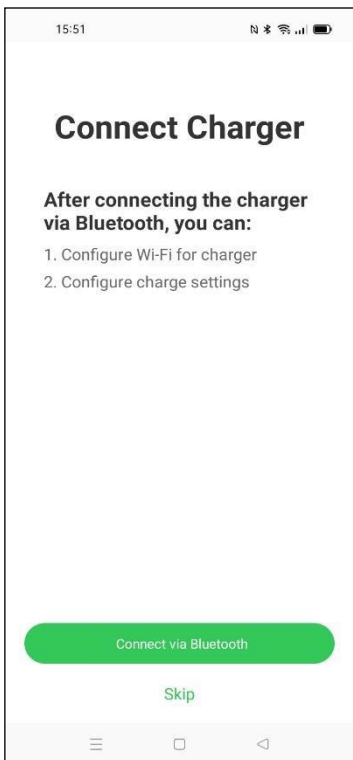 15:51
Connect Charger
After connecting the charger
via Bluetooth, you can:
1. Configure Wi-Fi for charger
2. Configure charge settings
Connect via Bluetooth
Skip